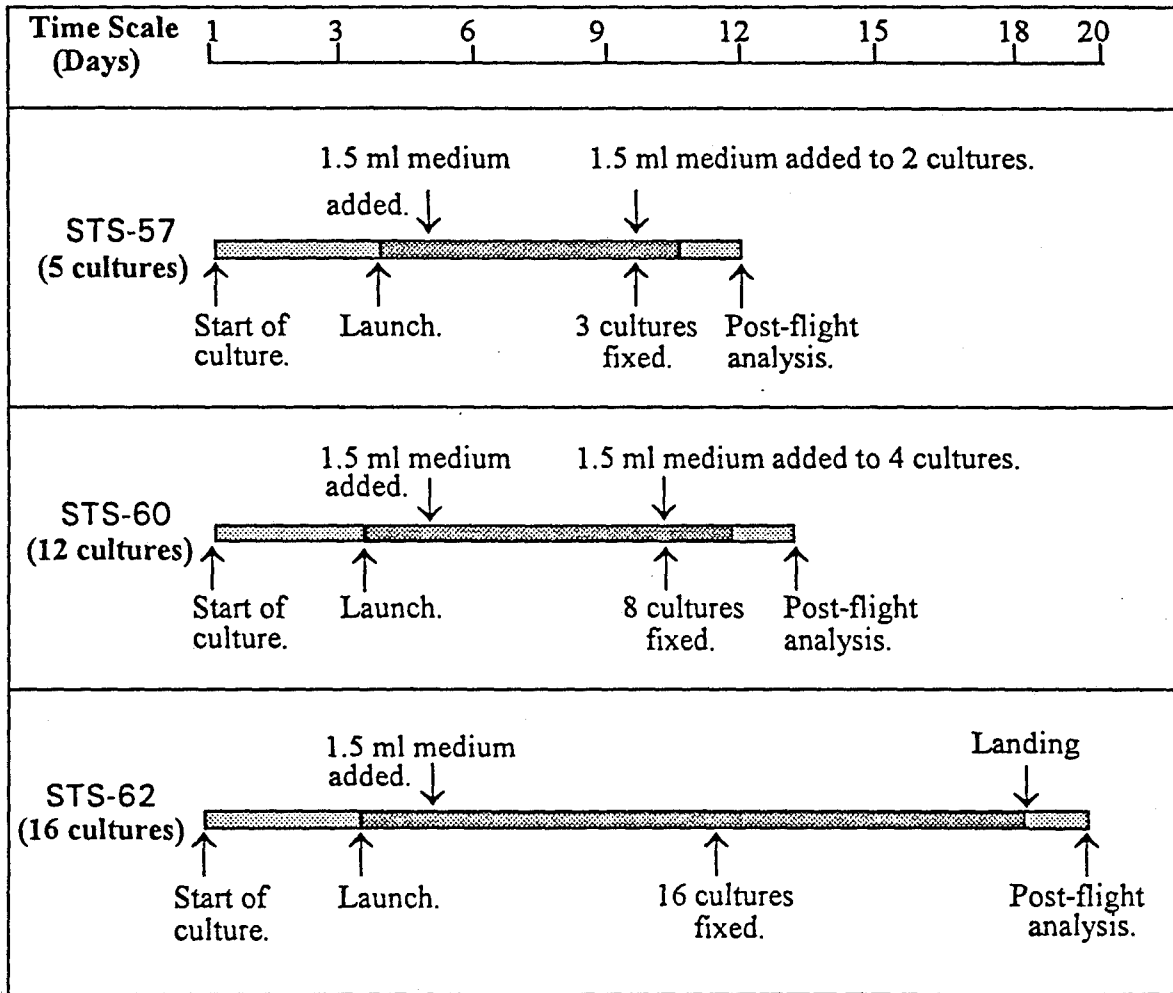 Time Scale
(Days)
1 3 6 9 12 15 18 20
1.5 ml medium
added.
1.5 ml medium added to 2 cultures.
STS-57
(5 cultures)
Start of
culture.
Launch.
3 cultures
fixed.
Post-flight
analysis.
1.5 ml medium
added.
1.5 ml medium added to 4 cultures.
STS-60
(12 cultures)
Start of
culture.
Launch.
8 cultures
fixed.
Post-flight
analysis.
1.5 ml medium
added.
Landing
STS-62
(16 cultures)
Start of
culture.
Launch.
16 cultures
fixed.
Post-flight
analysis.